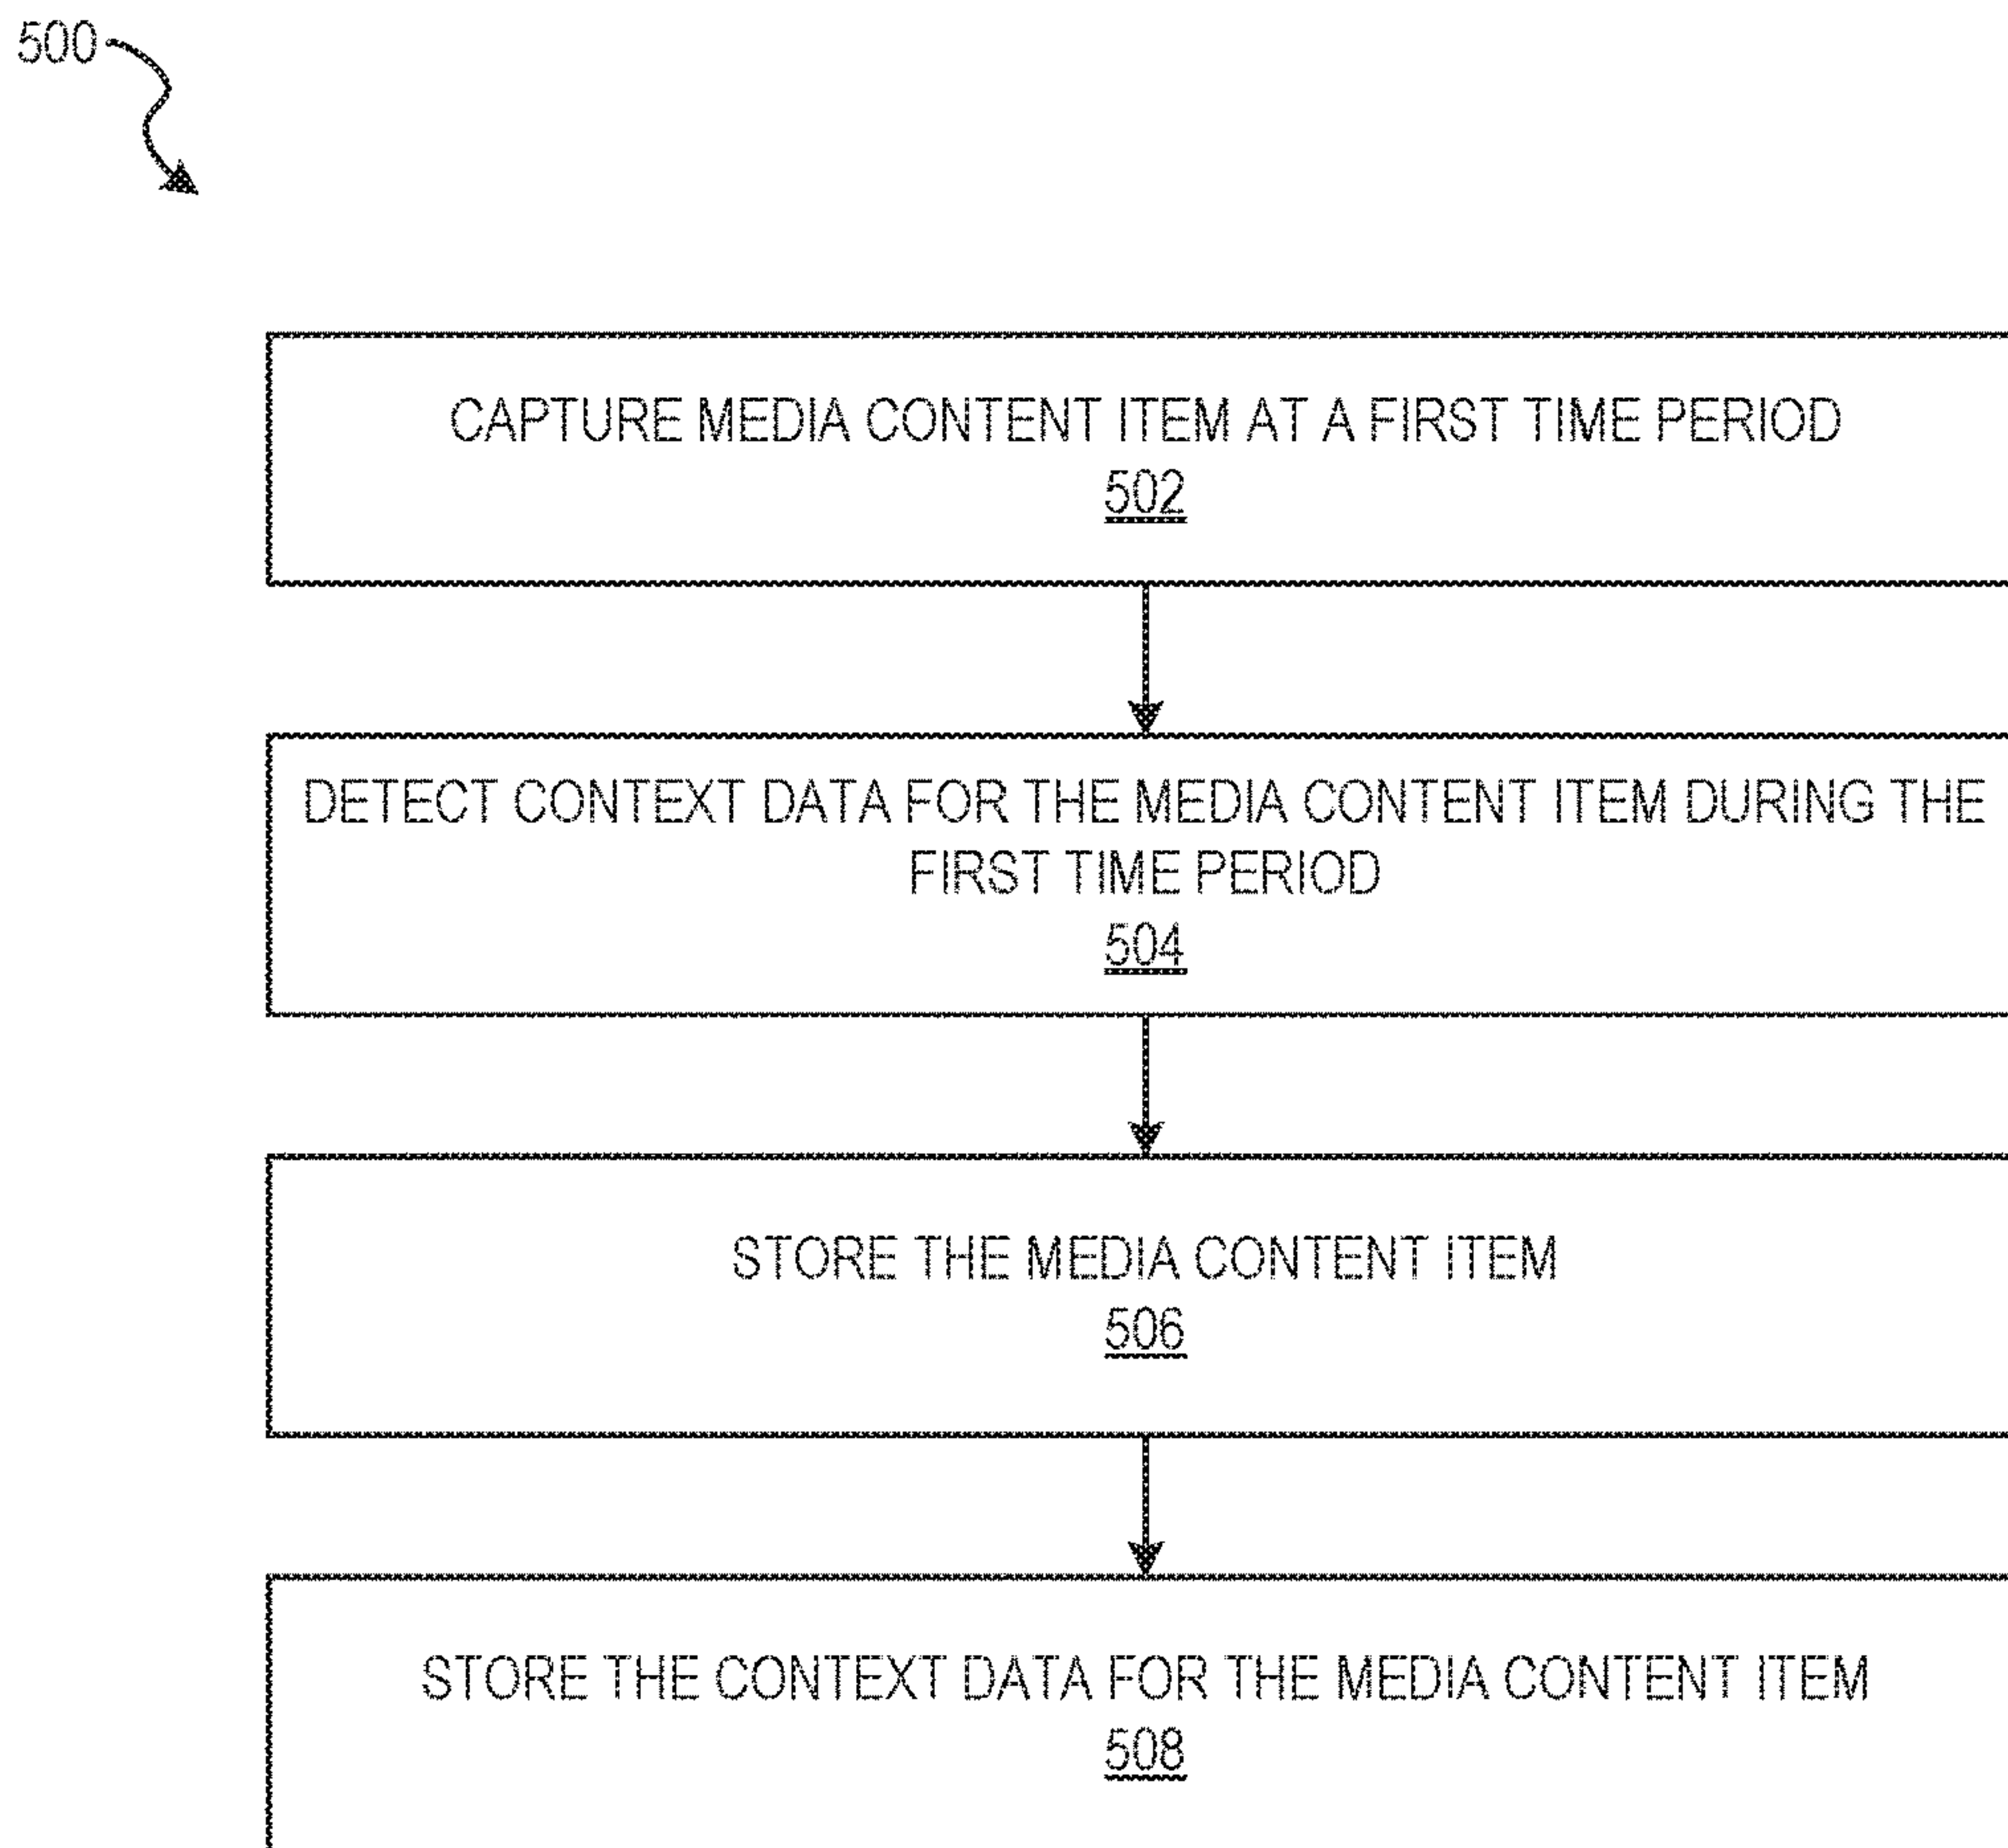 500
CAPTURE MEDIA CONTENT ITEM AT A FIRST TIME PERIOD
502
DETECT CONTEXT DATA FOR THE MEDIA CONTENT ITEM DURING THE
FIRST TIME PERIOD
504
STORE THE MEDIA CONTENT ITEM
506
STORE THE CONTEXT DATA FOR THE MEDIA CONTENT ITEM
508